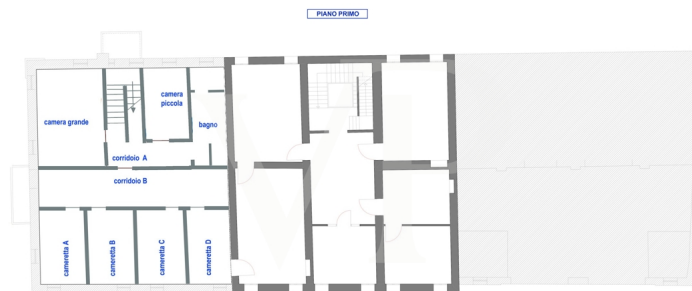 PIANO PRIMO
camera
piccola
camera grande
bagno
corridoio A
corridoio B
cameretta A
cameretta B
cameretta C
cameretta D